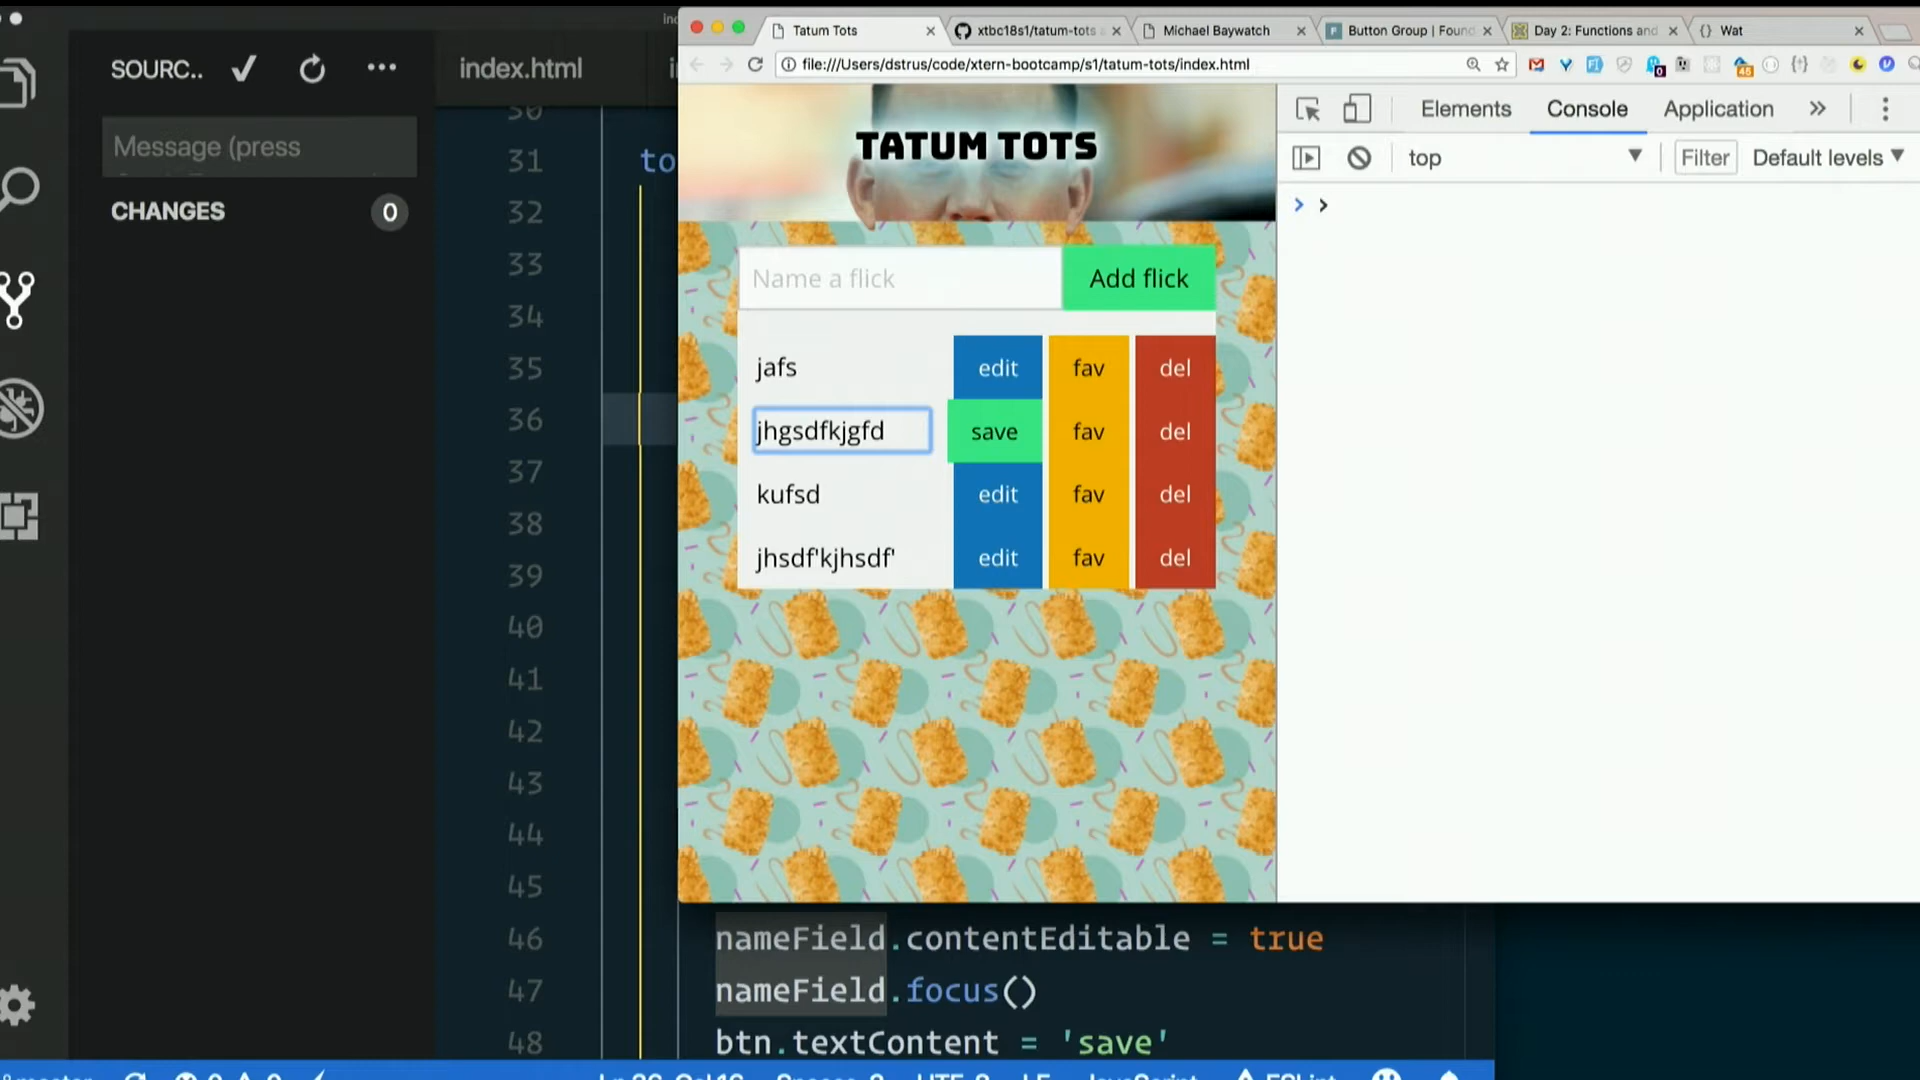 SOURC..
Message (press
CHANGES
0
index.html
31
32
33
34
35
36
37
38
39
40
41
42
43
44
45
46
47
48
to
nameField.contentEditable = true
nameField.focus()
btn.textContent = 'save'
Tatum Tots
xtbc18s1/tatum-tots
Michael Baywatch
Button Group | Found
Day 2: Functions and
{} Wat
file:///Users/dstrus/code/xtern-bootcamp/s1/tatum-tots/index.html
TATUM TOTS
Name a flick
Add flick
jafs edit fav del
jhgsdfkjgfd save fav del
kufsd edit fav del
jhsdf'kjhsdf' edit fav del
Elements Console Application »
top Filter Default levels